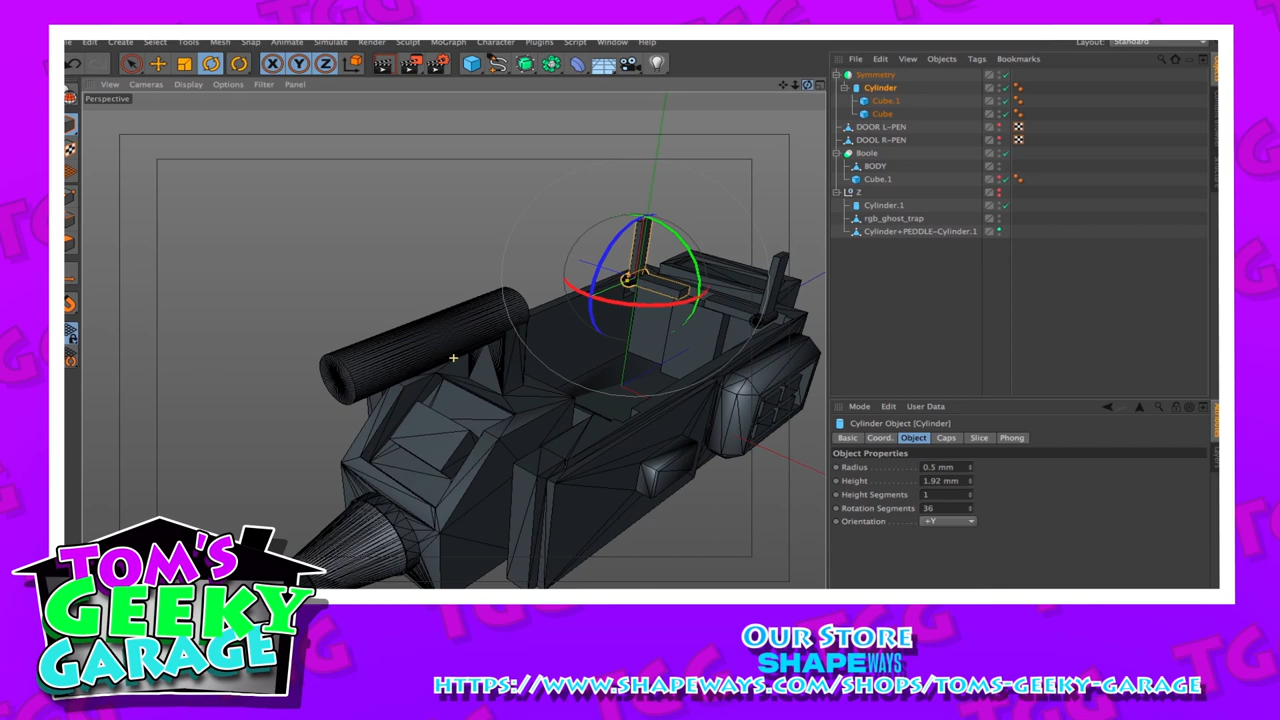 Edit Create Select Tools Mesh Snap Animate Simulate Render Sculpt MoGraph Character Plugins Script Window Help
Layout: Standard
X Y Z
View Cameras Display Options Filter Panel
Perspective
File Edit View Objects Tags Bookmarks
Symmetry
Cylinder
Cube.1
Cube
DOOR L-PEN
DOOL R-PEN
Boole
BODY
Cube.1
Z
Cylinder.1
rgb_ghost_trap
Cylinder+PEDDLE-Cylinder.1
Mode Edit User Data
Cylinder Object [Cylinder]
Basic Coord. Object Caps Slice Phong
Object Properties
Radius 0.5 mm
Height 1.92 mm
Height Segments 1
Rotation Segments 36
Orientation +Y
TOM'S
GEEKY
GARAGE
OUR STORE
SHAPEWAYS
HTTPS://WWW.SHAPEWAYS.COM/SHOPS/TOMS-GEEKY-GARAGE